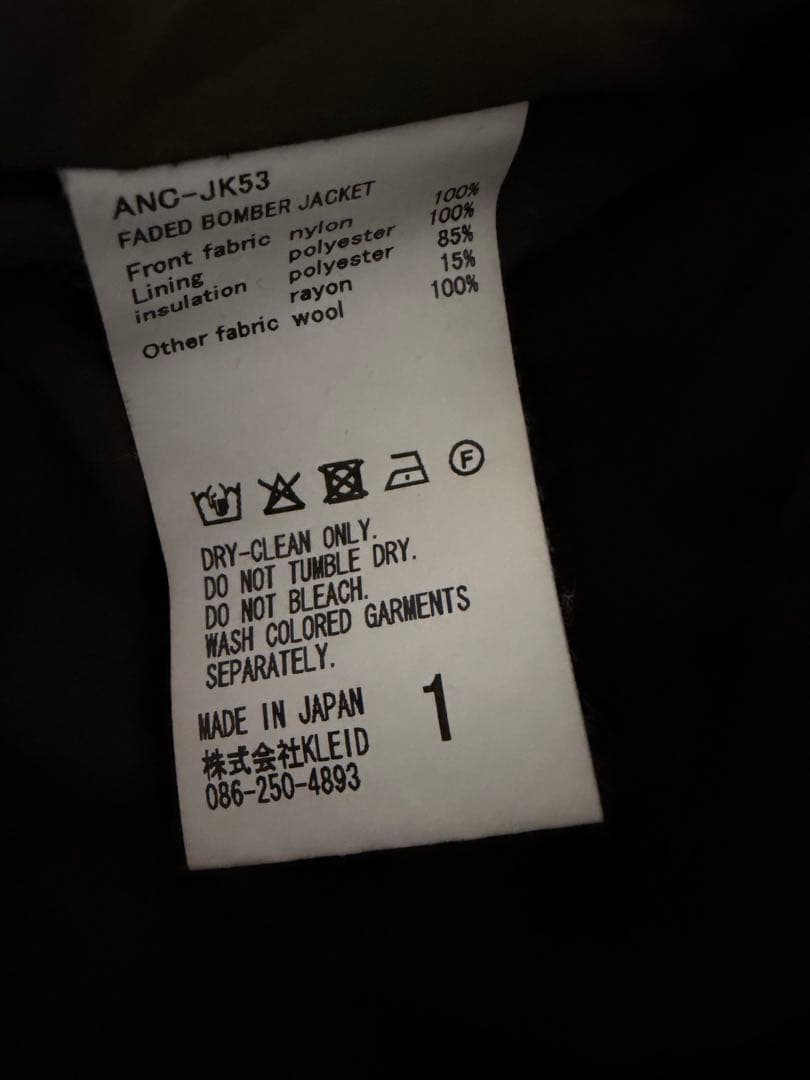 ANC-JK53
FADED BOMBER JACKET
Front fabric nylon 100%
Lining polyester 100%
insulation polyester 85%
rayon 15%
Other fabric wool 100%
F
DRY-CLEAN ONLY.
DO NOT TUMBLE DRY.
DO NOT BLEACH.
WASH COLORED GARMENTS
SEPARATELY.
MADE IN JAPAN
1
株式会社KLEID
086-250-4893